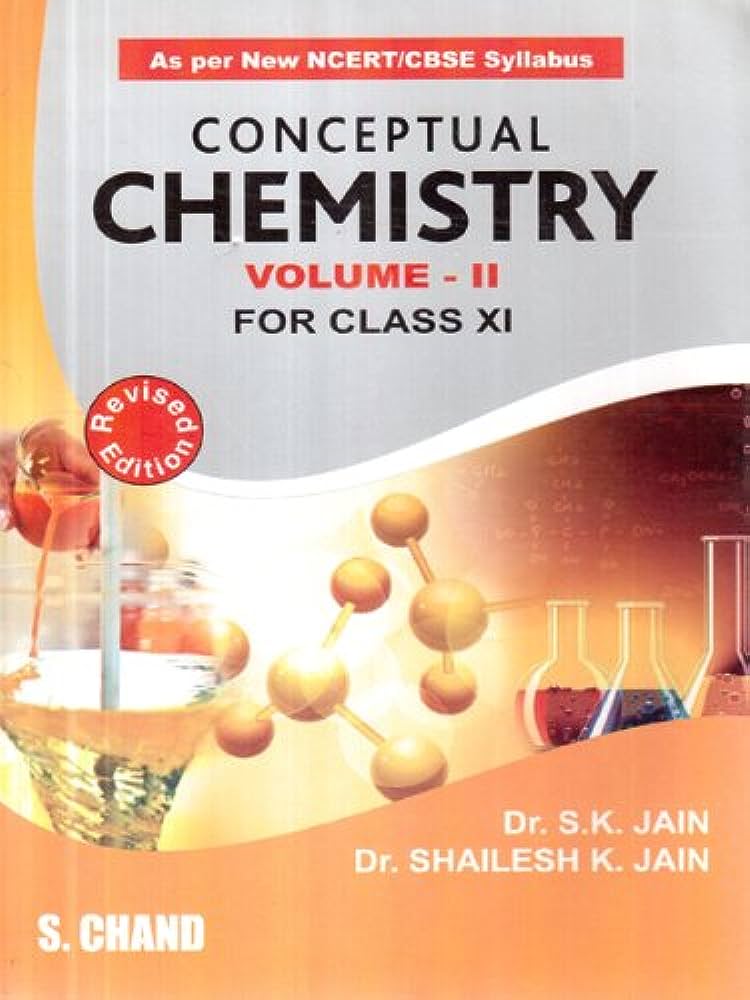 As per New NCERT/CBSE Syllabus
CONCEPTUAL
CHEMISTRY
VOLUME - II
FOR CLASS XI
Revised
Edition
Dr. S.K. JAIN
Dr. SHAILESH K. JAIN
S. CHAND